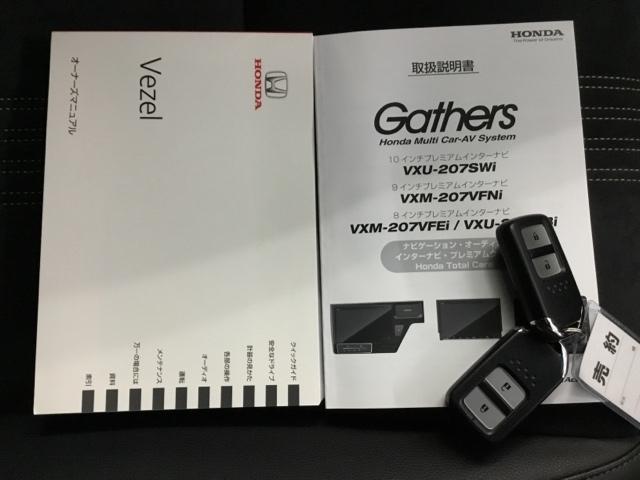 HONDA
Vezel
オーナーズマニュアル
クイックガイド
安全なドライブ
計器の見かた
各部の操作
オーディオ
運転
メンテナンス
万一の場合には
資料
索引
HONDA
The Power of Dreams
取扱説明書
Gathers
Honda Multi Car-AV System
10インチプレミアムインターナビ
VXU-207SWi
9インチプレミアムインターナビ
VXM-207VFNi
8インチプレミアムインターナビ
VXM-207VFEi / VXU-2
ナビゲーション・オーディ
インターナビ・プレミアムク
Honda Total Care
売約